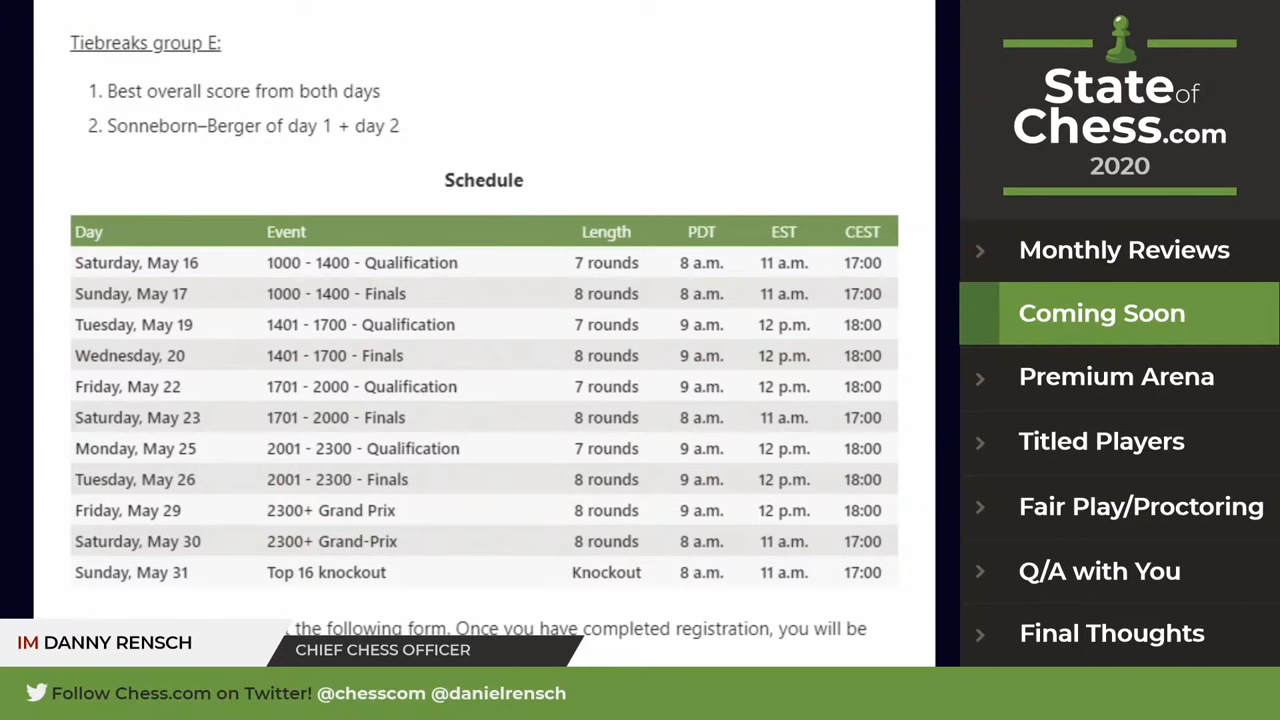 Tiebreaks group E:
1. Best overall score from both days
2. Sonneborn–Berger of day 1 + day 2
Schedule
Day Event Length PDT EST CEST
Saturday, May 16 1000 - 1400 - Qualification 7 rounds 8 a.m. 11 a.m. 17:00
Sunday, May 17 1000 - 1400 - Finals 8 rounds 8 a.m. 11 a.m. 17:00
Tuesday, May 19 1401 - 1700 - Qualification 7 rounds 9 a.m. 12 p.m. 18:00
Wednesday, 20 1401 - 1700 - Finals 8 rounds 9 a.m. 12 p.m. 18:00
Friday, May 22 1701 - 2000 - Qualification 7 rounds 9 a.m. 12 p.m. 18:00
Saturday, May 23 1701 - 2000 - Finals 8 rounds 8 a.m. 11 a.m. 17:00
Monday, May 25 2001 - 2300 - Qualification 7 rounds 9 a.m. 12 p.m. 18:00
Tuesday, May 26 2001 - 2300 - Finals 8 rounds 9 a.m. 12 p.m. 18:00
Friday, May 29 2300+ Grand Prix 8 rounds 9 a.m. 12 p.m. 18:00
Saturday, May 30 2300+ Grand-Prix 8 rounds 8 a.m. 11 a.m. 17:00
Sunday, May 31 Top 16 knockout Knockout 8 a.m. 11 a.m. 17:00
the following form. Once you have completed registration, you will be
IM DANNY RENSCH
CHIEF CHESS OFFICER
Follow Chess.com on Twitter! @chesscom @danielrensch
State of
Chess.com
2020
Monthly Reviews
Coming Soon
Premium Arena
Titled Players
Fair Play/Proctoring
Q/A with You
Final Thoughts